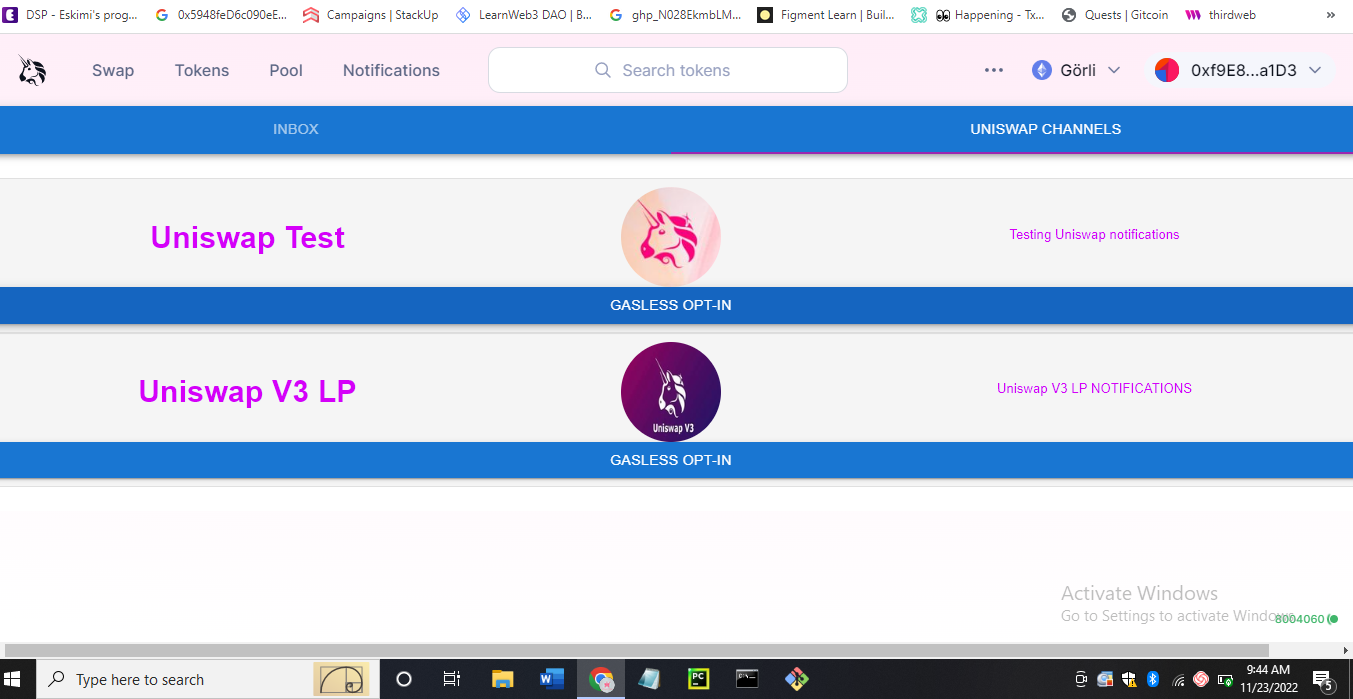 DSP - Eskimi's prog... 0x5948feD6c090eE... Campaigns | StackUp LearnWeb3 DAO | B... ghp_N028EkmbLM... Figment Learn | Buil... Happening - Tx... Quests | Gitcoin thirdweb »
Swap Tokens Pool Notifications Search tokens ... Görli 0xf9E8...a1D3
INBOX UNISWAP CHANNELS
Uniswap Test Testing Uniswap notifications
GASLESS OPT-IN
Uniswap V3 LP Uniswap V3 Uniswap V3 LP NOTIFICATIONS
GASLESS OPT-IN
Activate Windows
Go to Settings to activate Windows.
8004060
Type here to search W PC 9:44 AM
11/23/2022 5